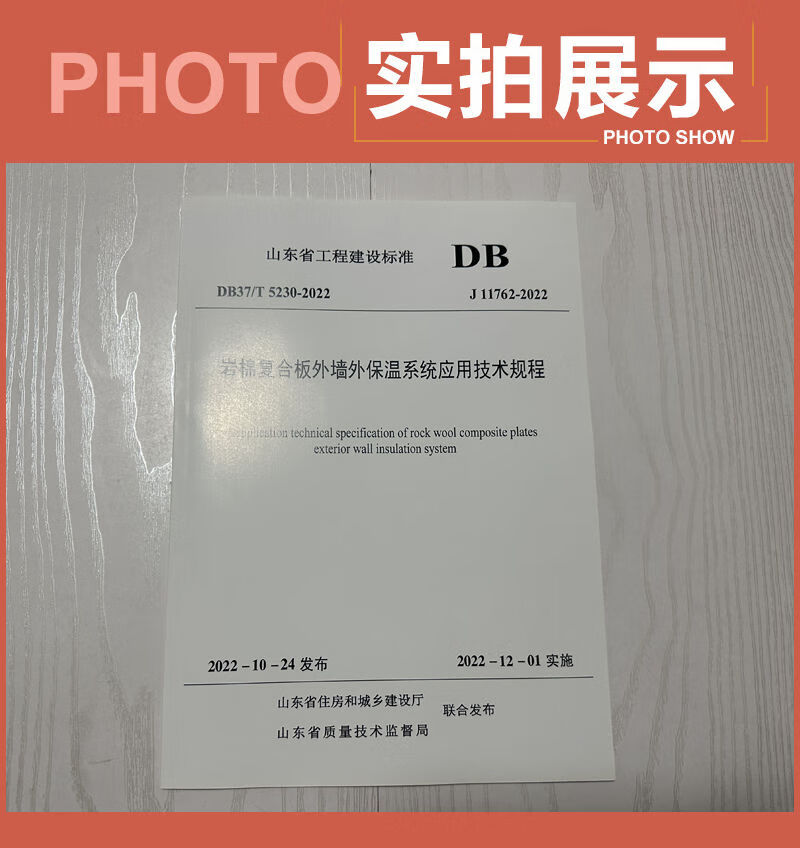 PHOTO 实拍展示
PHOTO SHOW
山东省工程建设标准 DB
DB37/T 5230-2022 J 11762-2022
岩棉复合板外墙外保温系统应用技术规程
Application technical specification of rock wool composite plates
exterior wall insulation system
2022-10-24 发布 2022-12-01 实施
山东省住房和城乡建设厅
联合发布
山东省质量技术监督局